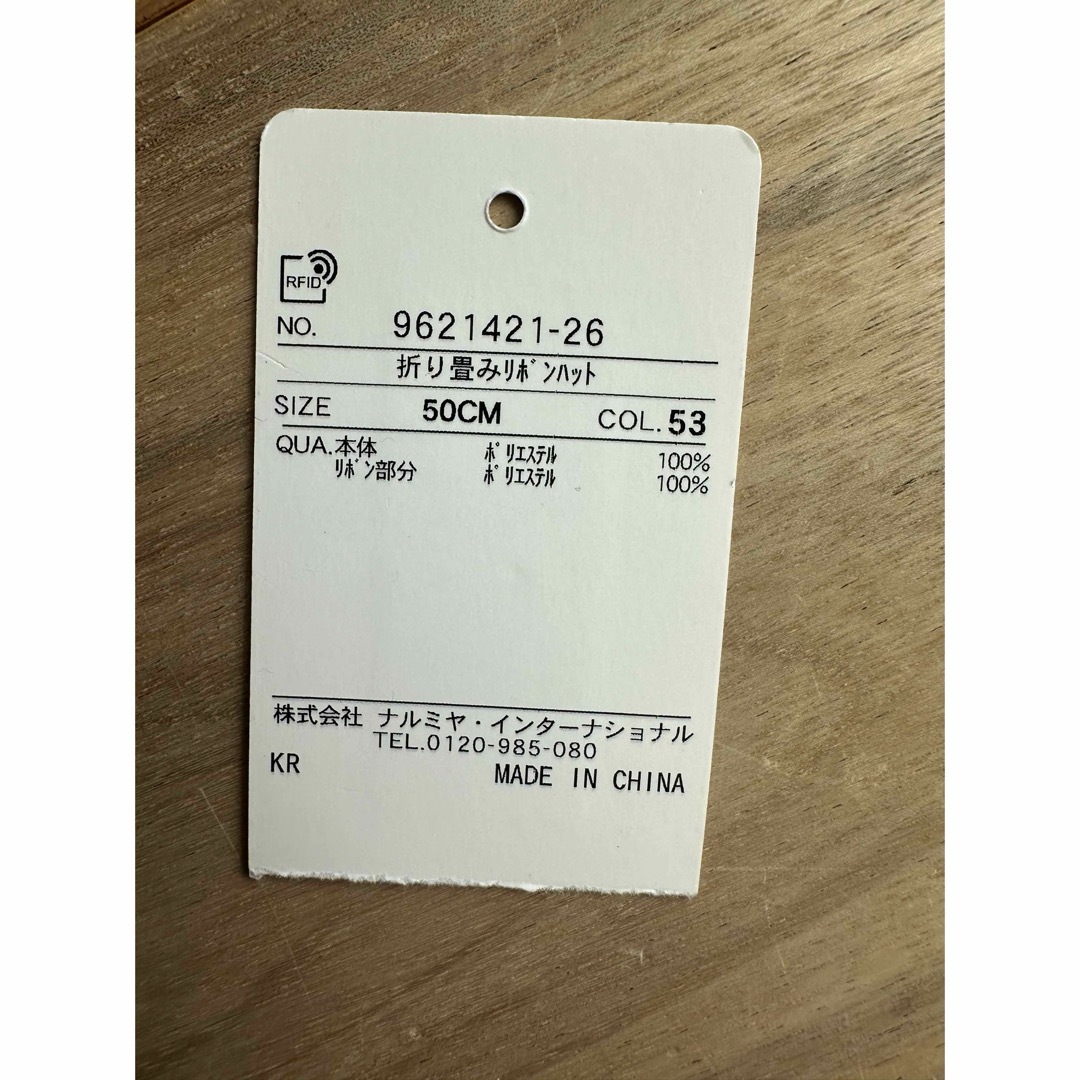 RFID
NO. 9621421-26
折り畳みﾘﾎﾞﾝﾊｯﾄ
SIZE 50CM COL.53
QUA.本体 ﾎﾟﾘｴｽﾃﾙ 100%
ﾘﾎﾞﾝ部分 ﾎﾟﾘｴｽﾃﾙ 100%
株式会社 ナルミヤ・インターナショナル
TEL.0120-985-080
KR MADE IN CHINA